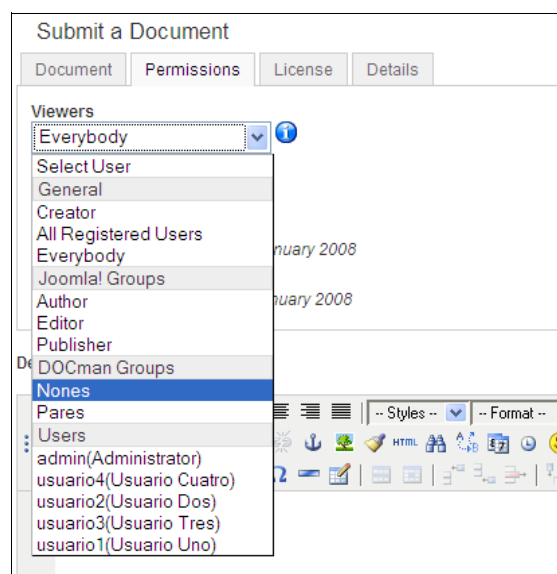 Submit a Document
Document Permissions License Details
Viewers
Everybody
Select User
General
Creator
All Registered Users
Everybody
nuary 2008
Joomla! Groups
Author
nuary 2008
Editor
Publisher
DOCman Groups
De
Nones
Pares
-- Styles -- -- Format --
Users
HTML
admin(Administrator)
usuario4(Usuario Cuatro)
usuario2(Usuario Dos)
usuario3(Usuario Tres)
usuario1(Usuario Uno)